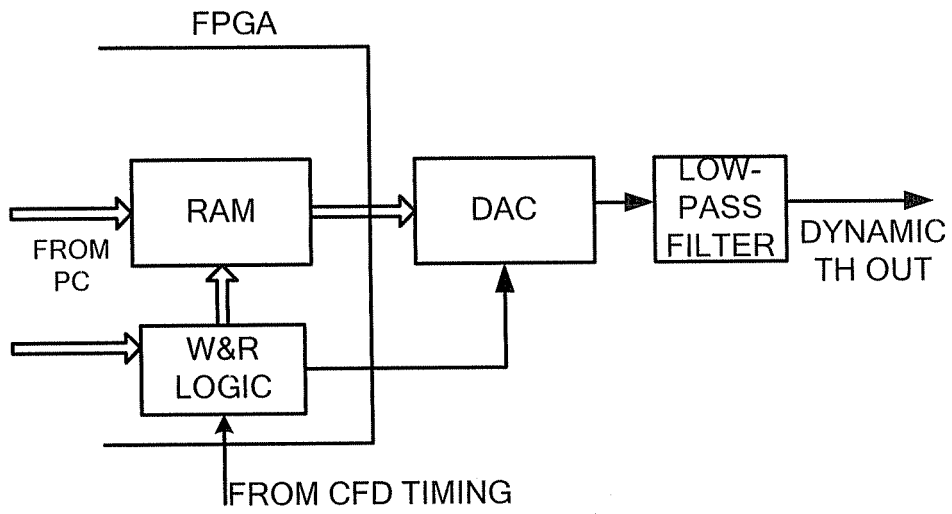 FPGA
RAM
DAC
LOW-
PASS
FILTER
FROM
PC
DYNAMIC
TH OUT
W&R
LOGIC
FROM CFD TIMING